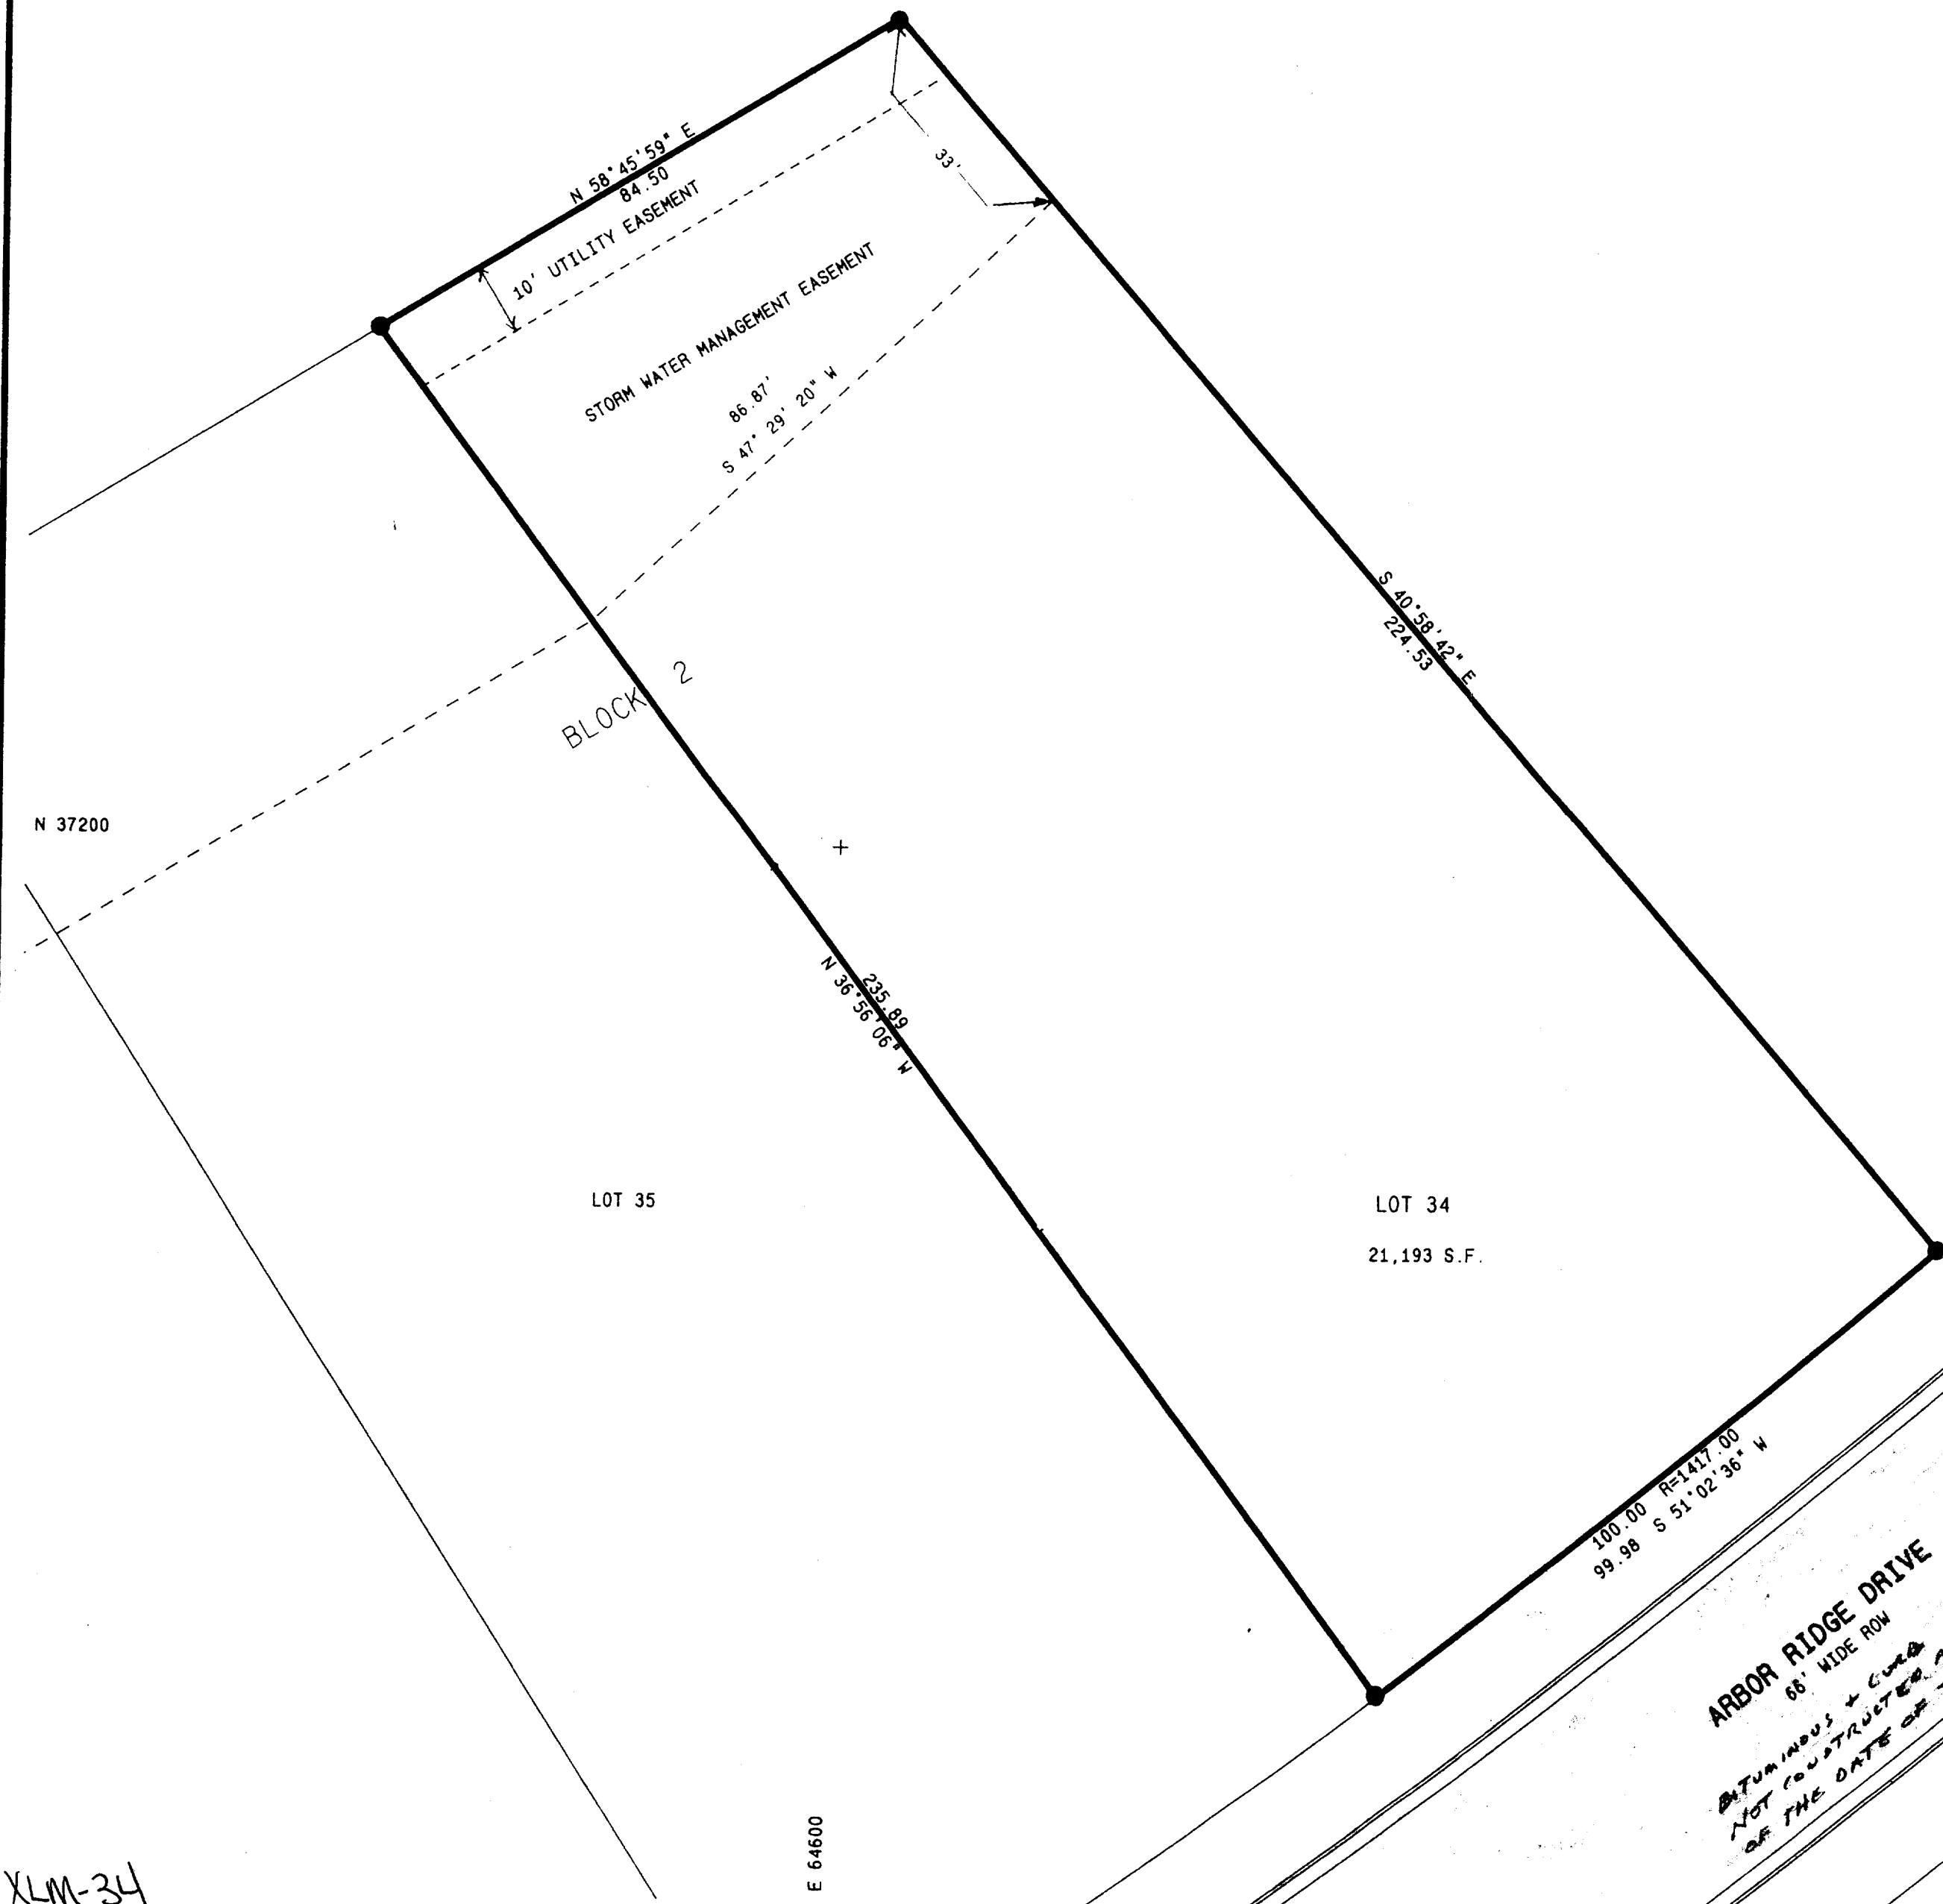 N 58°45'59" E
84.50
10' UTILITY EASEMENT
33'
STORM WATER MANAGEMENT EASEMENT
86.87'
S 47° 29' 20" W
S 40°58'42" E
224.53
BLOCK 2
N 37200
235.89
N 36°56'06" W
LOT 35
LOT 34
21,193 S.F.
100.00 R=1417.00
99.98 S 51°02'36" W
ARBOR RIDGE DRIVE
66' WIDE ROW
BITUMINOUS + CURB
NOT CONSTRUCTED
OF THE DATE OF
E 64600
XLM-34